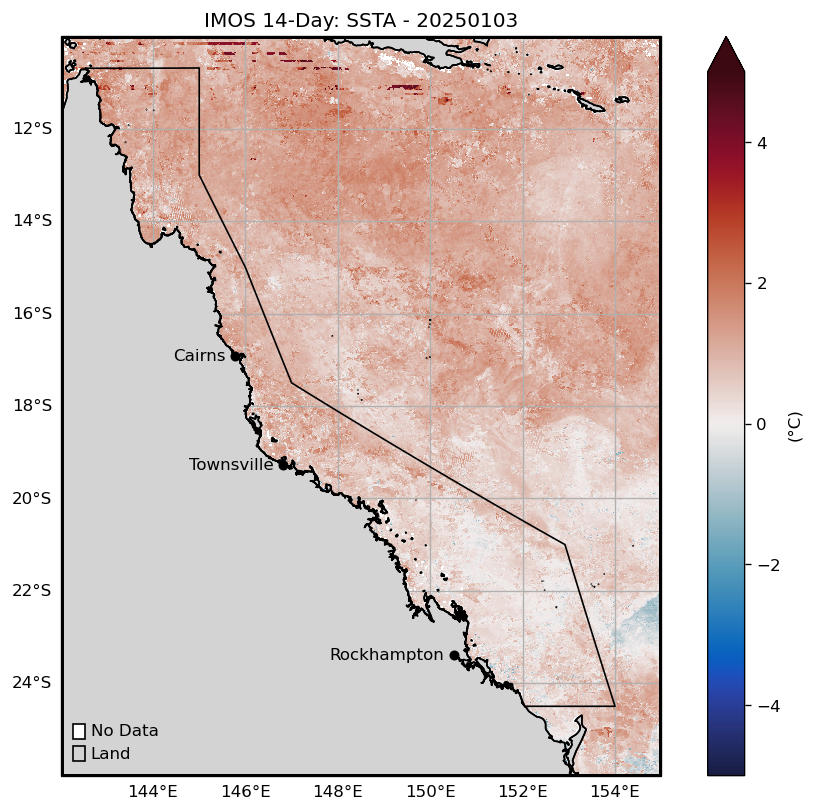 IMOS 14-Day: SSTA - 20250103
12°S
14°S
16°S
18°S
20°S
22°S
24°S
Cairns
Townsville
Rockhampton
No Data
Land
144°E 146°E 148°E 150°E 152°E 154°E
4
2
0
−2
−4
(°C)